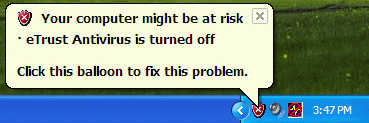 Your computer might be at risk
· eTrust Antivirus is turned off
Click this balloon to fix this problem.
3:47 PM